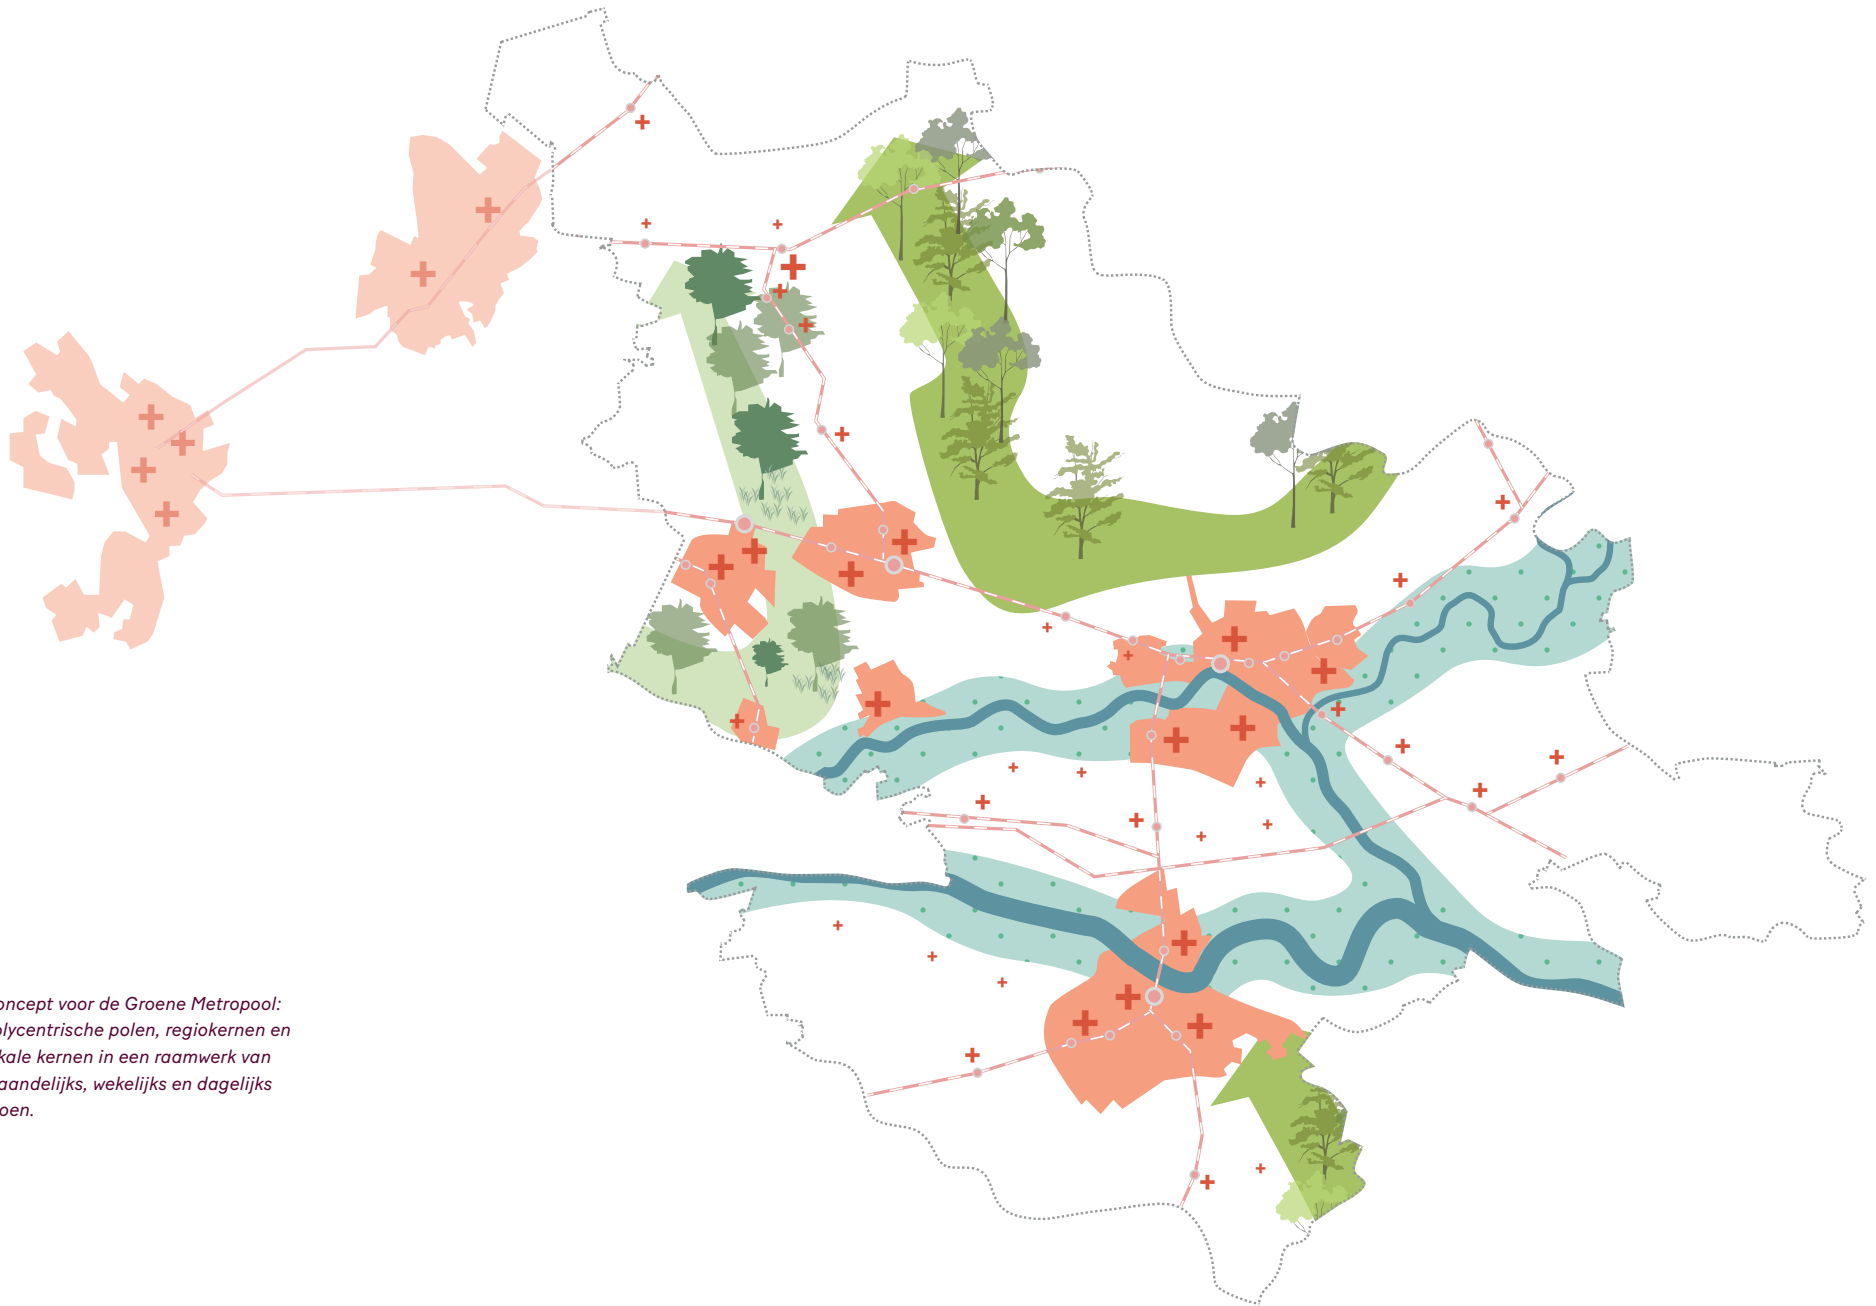 oncept voor de Groene Metropool:
olycentrische polen, regiokernen en
kale kernen in een raamwerk van
aandelijks, wekelijks en dagelijks
oen.